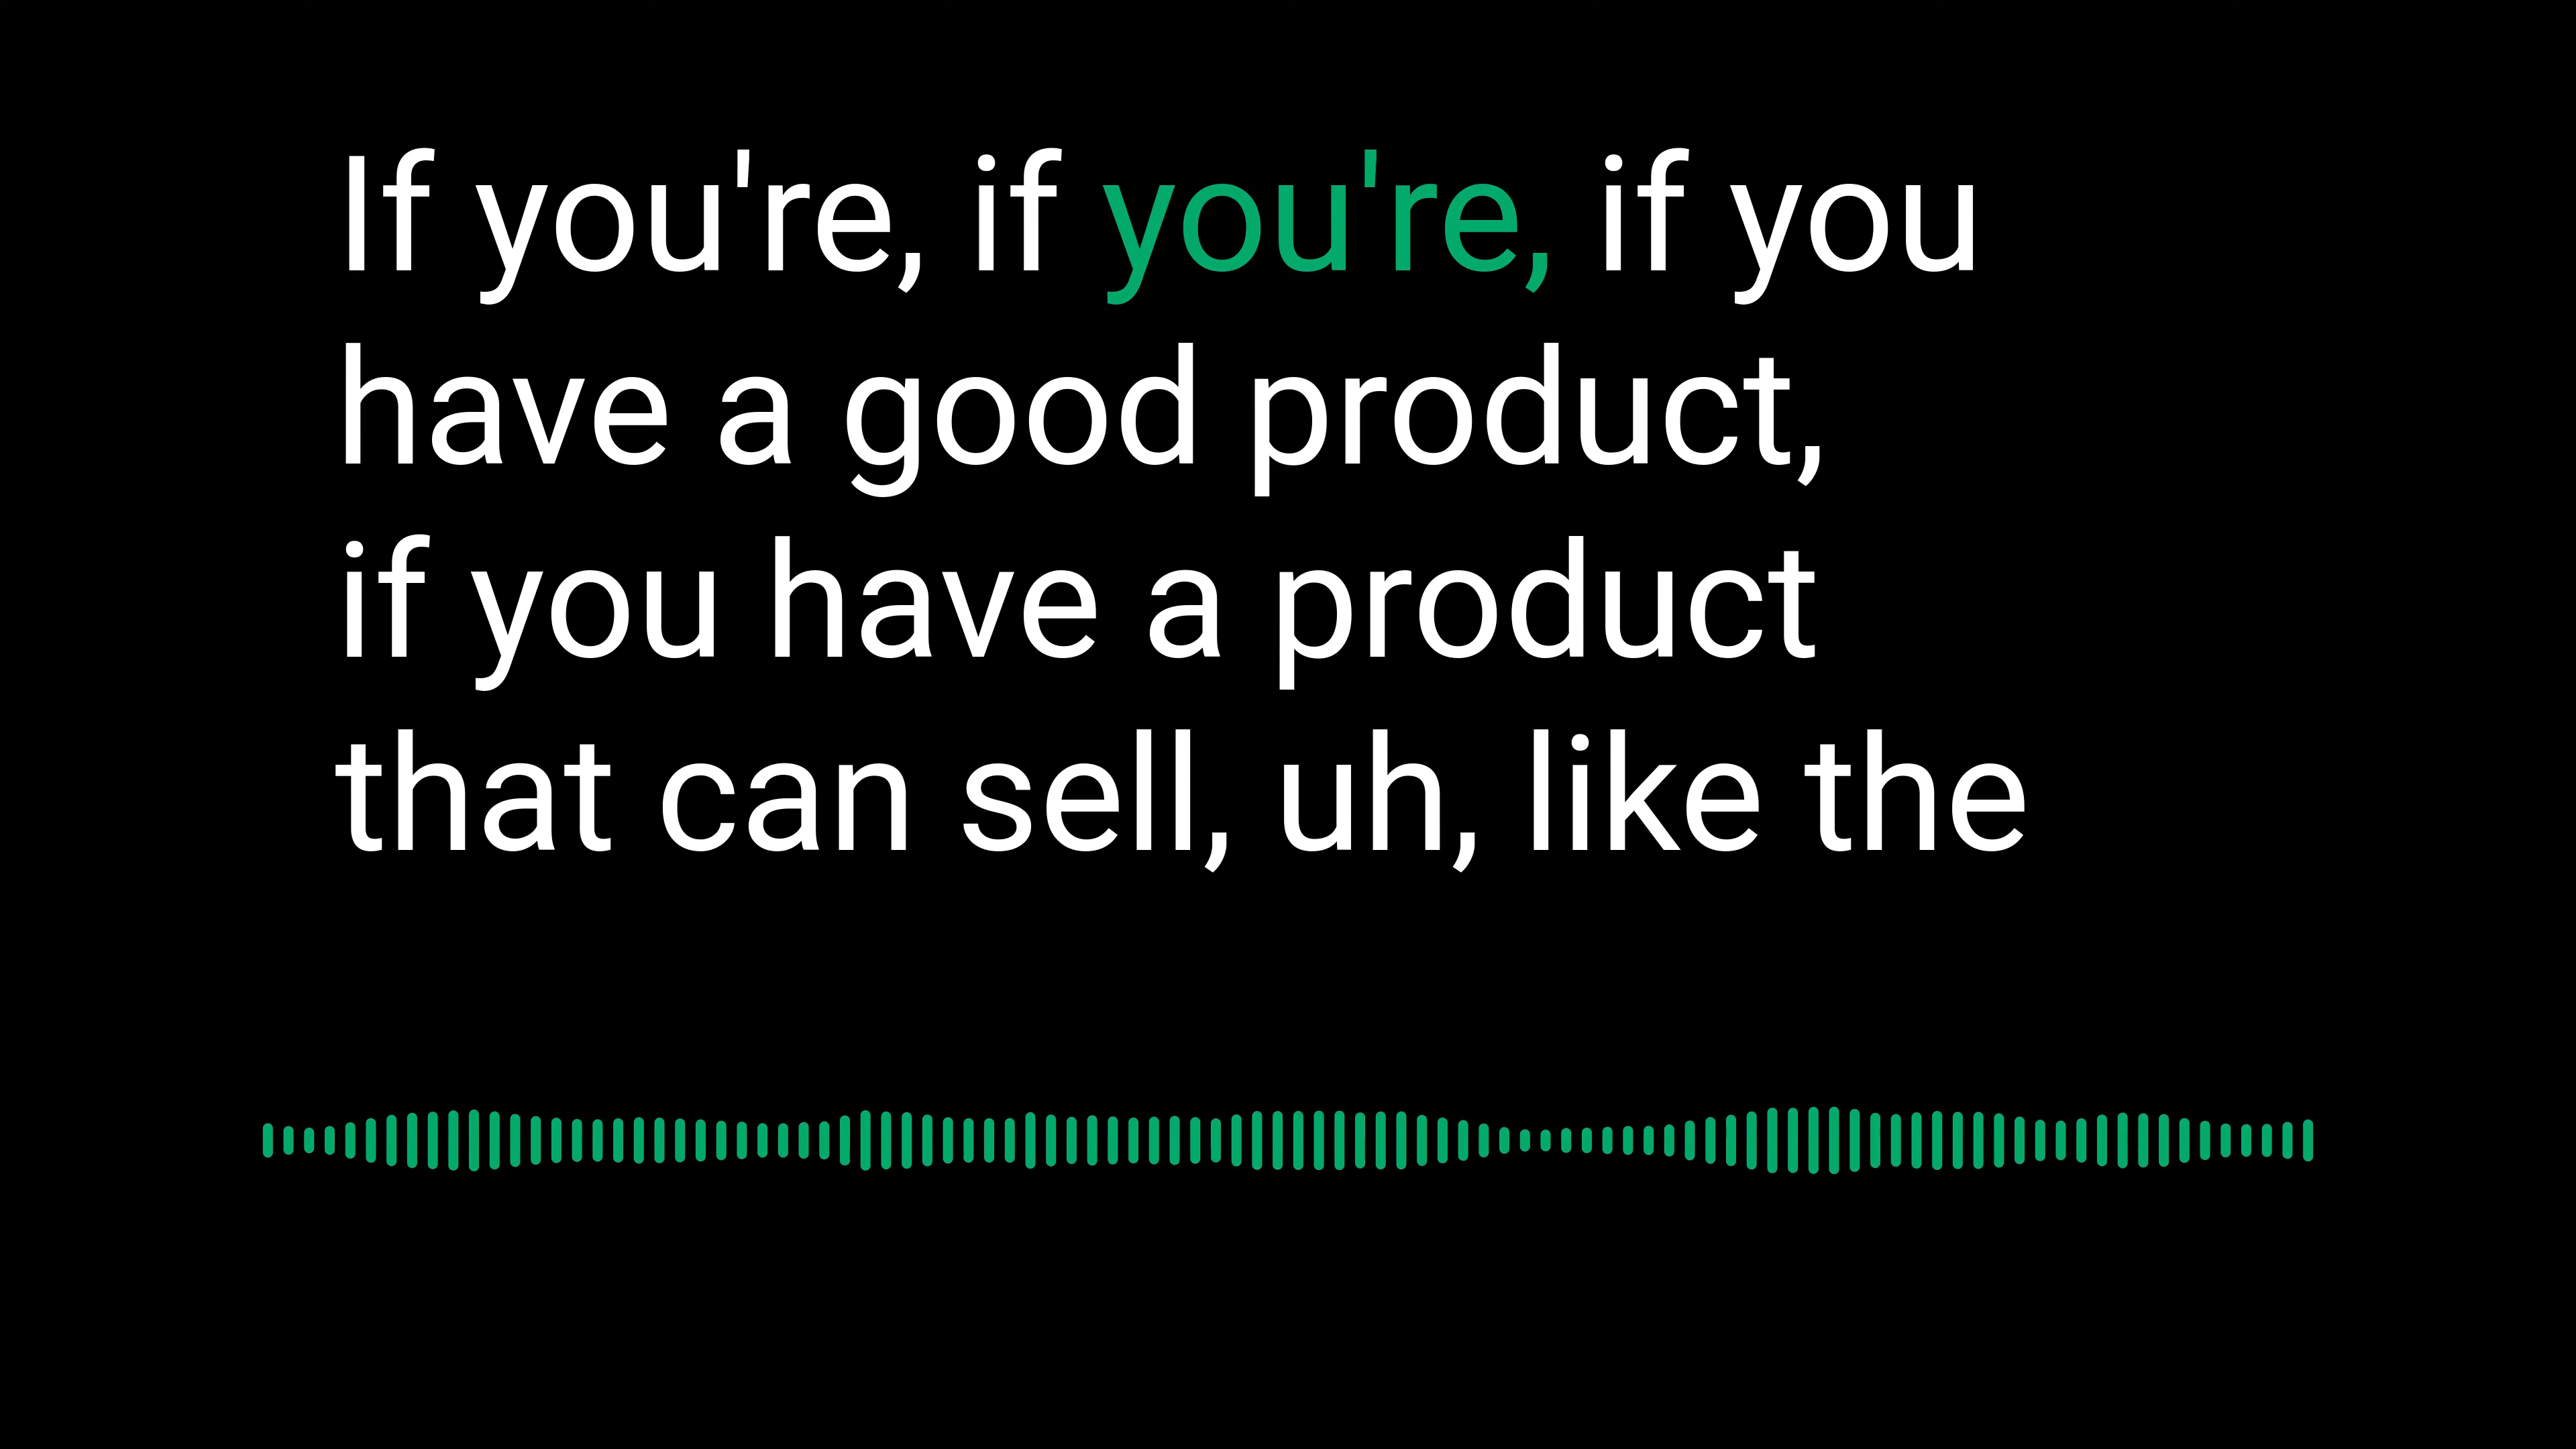 If you're, if you're, if you
have a good product,
if you have a product
that can sell, uh, like the